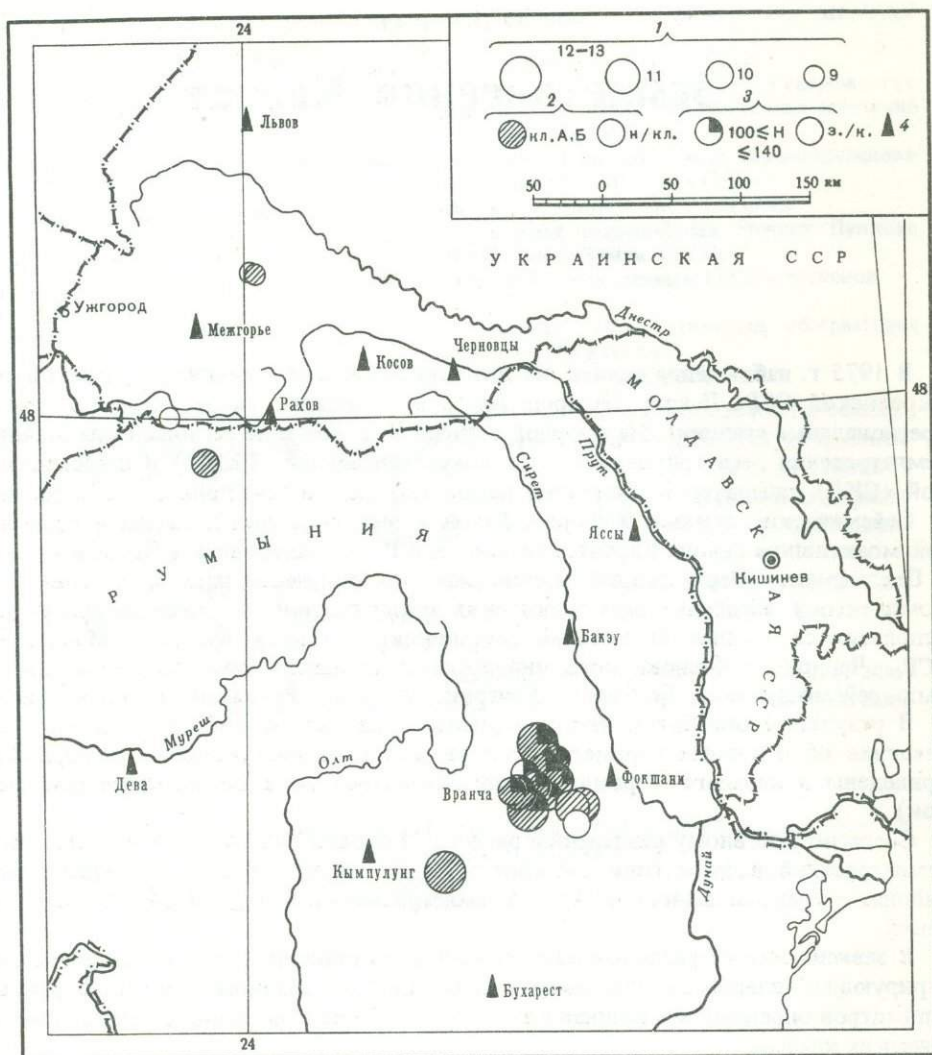 24
1
12–13
11
10
9
2
3
кл. А.Б
н/кл.
100≤Н
≤140
з./к.
4
50
0
50
100
150 км
Львов
УКРАИНСКАЯ ССР
Ужгород
Межгорье
Косов
Черновцы
Днестр
МОЛДАВСКАЯ ССР
48
Рахов
48
РУМЫНИЯ
Сирет
Прут
Яссы
Кишинев
Бакэу
Муреш
Олт
Дева
Вранча
Фокшани
Кымпулунг
Дунай
Бухарест
24